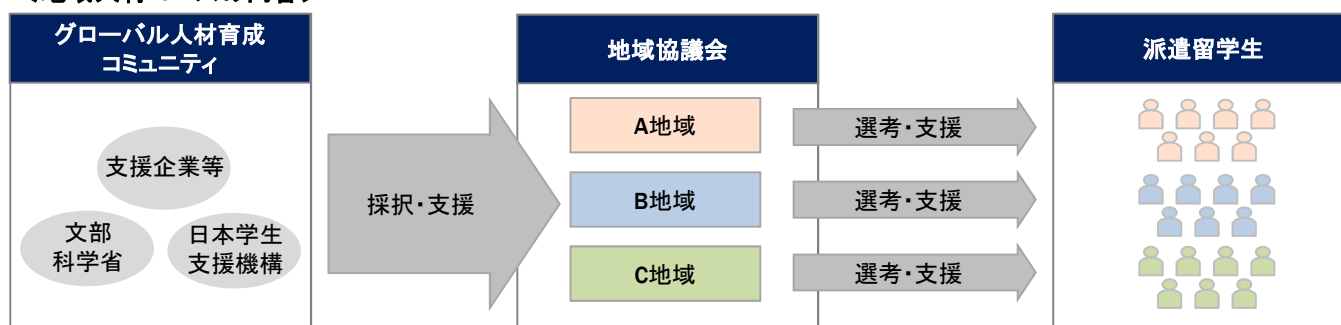 グローバル人材育成
コミュニティ
支援企業等
文部
科学省
日本学生
支援機構
採択・支援
地域協議会
A地域
B地域
C地域
選考・支援
選考・支援
選考・支援
派遣留学生